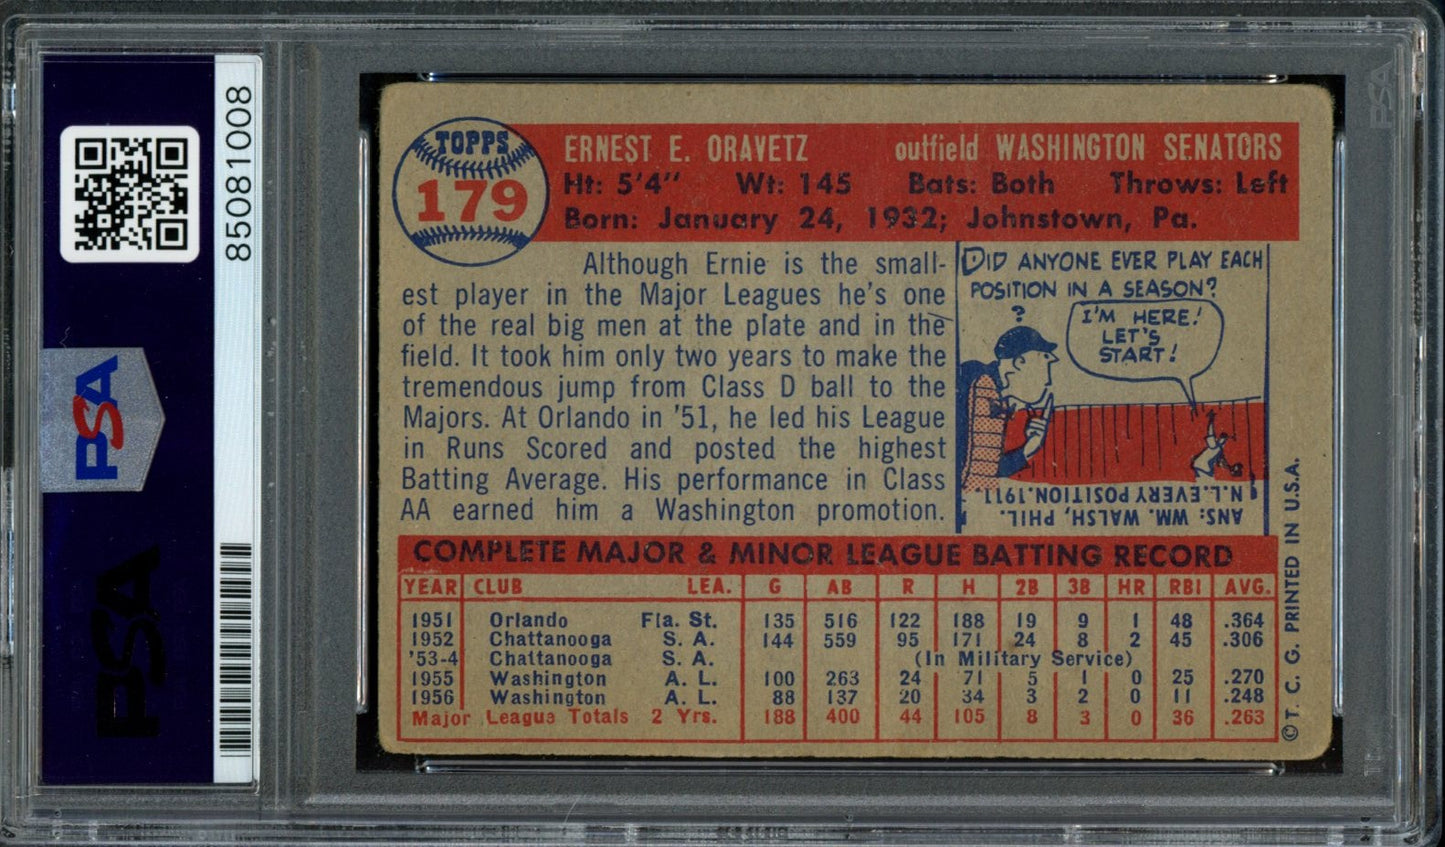 85081008
PSA
PSA
PSA
TOPPS
179
ERNEST E. ORAVETZ outfield WASHINGTON SENATORS
Ht: 5'4" Wt: 145 Bats: Both Throws: Left
Born: January 24, 1932; Johnstown, Pa.
Although Ernie is the small-
est player in the Major Leagues he's one
of the real big men at the plate and in the
field. It took him only two years to make the
tremendous jump from Class D ball to the
Majors. At Orlando in '51, he led his League
in Runs Scored and posted the highest
Batting Average. His performance in Class
AA earned him a Washington promotion.
DID ANYONE EVER PLAY EACH
POSITION IN A SEASON?
?
I'M HERE!
LET'S
START!
ANS: WM. WALSH, PHIL.
N.L. EVERY POSITION. 1911.
COMPLETE MAJOR & MINOR LEAGUE BATTING RECORD
YEAR CLUB LEA. G AB R H 2B 3B HR RBI AVG.
1951 Orlando Fla. St. 135 516 122 188 19 9 1 48 .364
1952 Chattanooga S. A. 144 559 95 171 24 8 2 45 .306
'53-4 Chattanooga S. A. (In Military Service)
1955 Washington A. L. 100 263 24 71 5 1 0 25 .270
1956 Washington A. L. 88 137 20 34 3 2 0 11 .248
Major League Totals 2 Yrs. 188 400 44 105 8 3 0 36 .263
© T. C. G. PRINTED IN U.S.A.